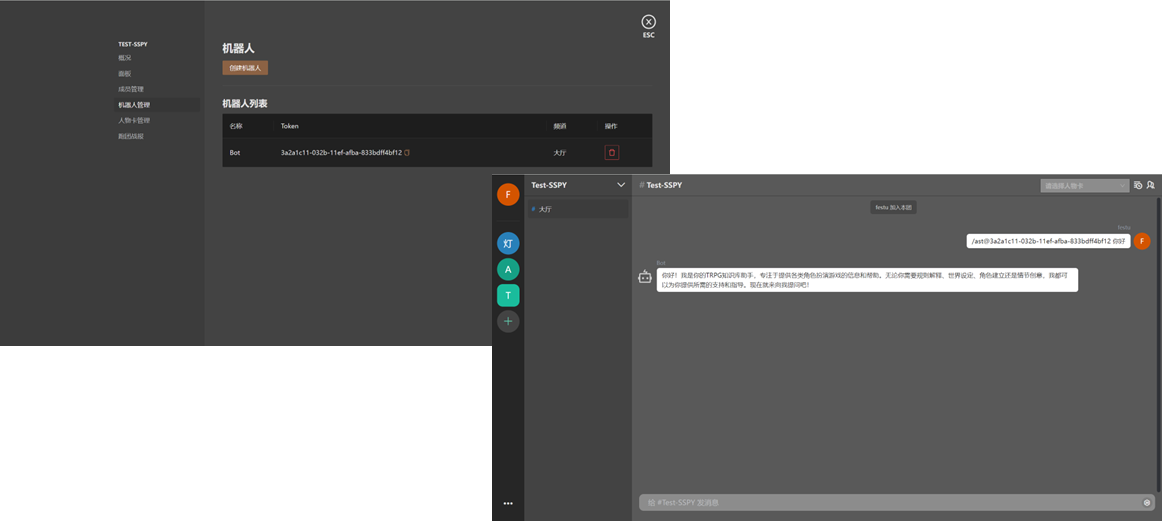 ESC
TEST-SSPY
概况
面板
成员管理
机器人管理
人物卡管理
跑团战报
机器人
创建机器人
机器人列表
名称 Token 频道 操作
Bot 3a2a1c11-032b-11ef-afba-833bdff4bf12 大厅
F
灯
A
T
Test-SSPY
# 大厅
# Test-SSPY
请选择人物卡
festu 加入本团
festu
/ast@3a2a1c11-032b-11ef-afba-833bdff4bf12 你好
F
Bot
你好！我是你的TRPG知识库助手、专注于提供各类角色扮演游戏的信息和帮助。无论你需要规则解释、世界设定、角色建立还是情节创意、我都可
以为你提供所需的支持和指导。现在就来向我提问吧!
给 #Test-SSPY 发消息